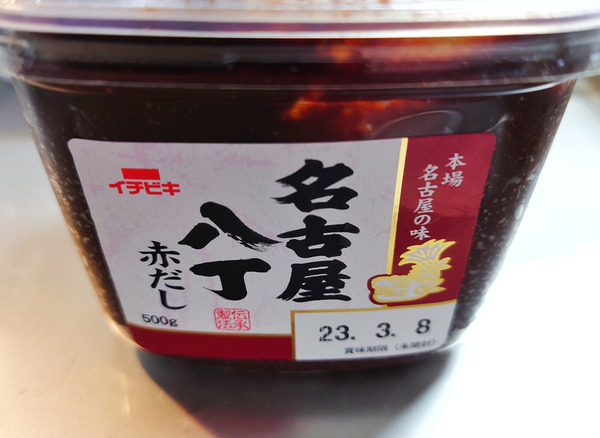 イチビキ
本場
名古屋の味
名古屋
八丁
赤だし
500g
伝承
製法
23. 3. 8
賞味期限（未開封）